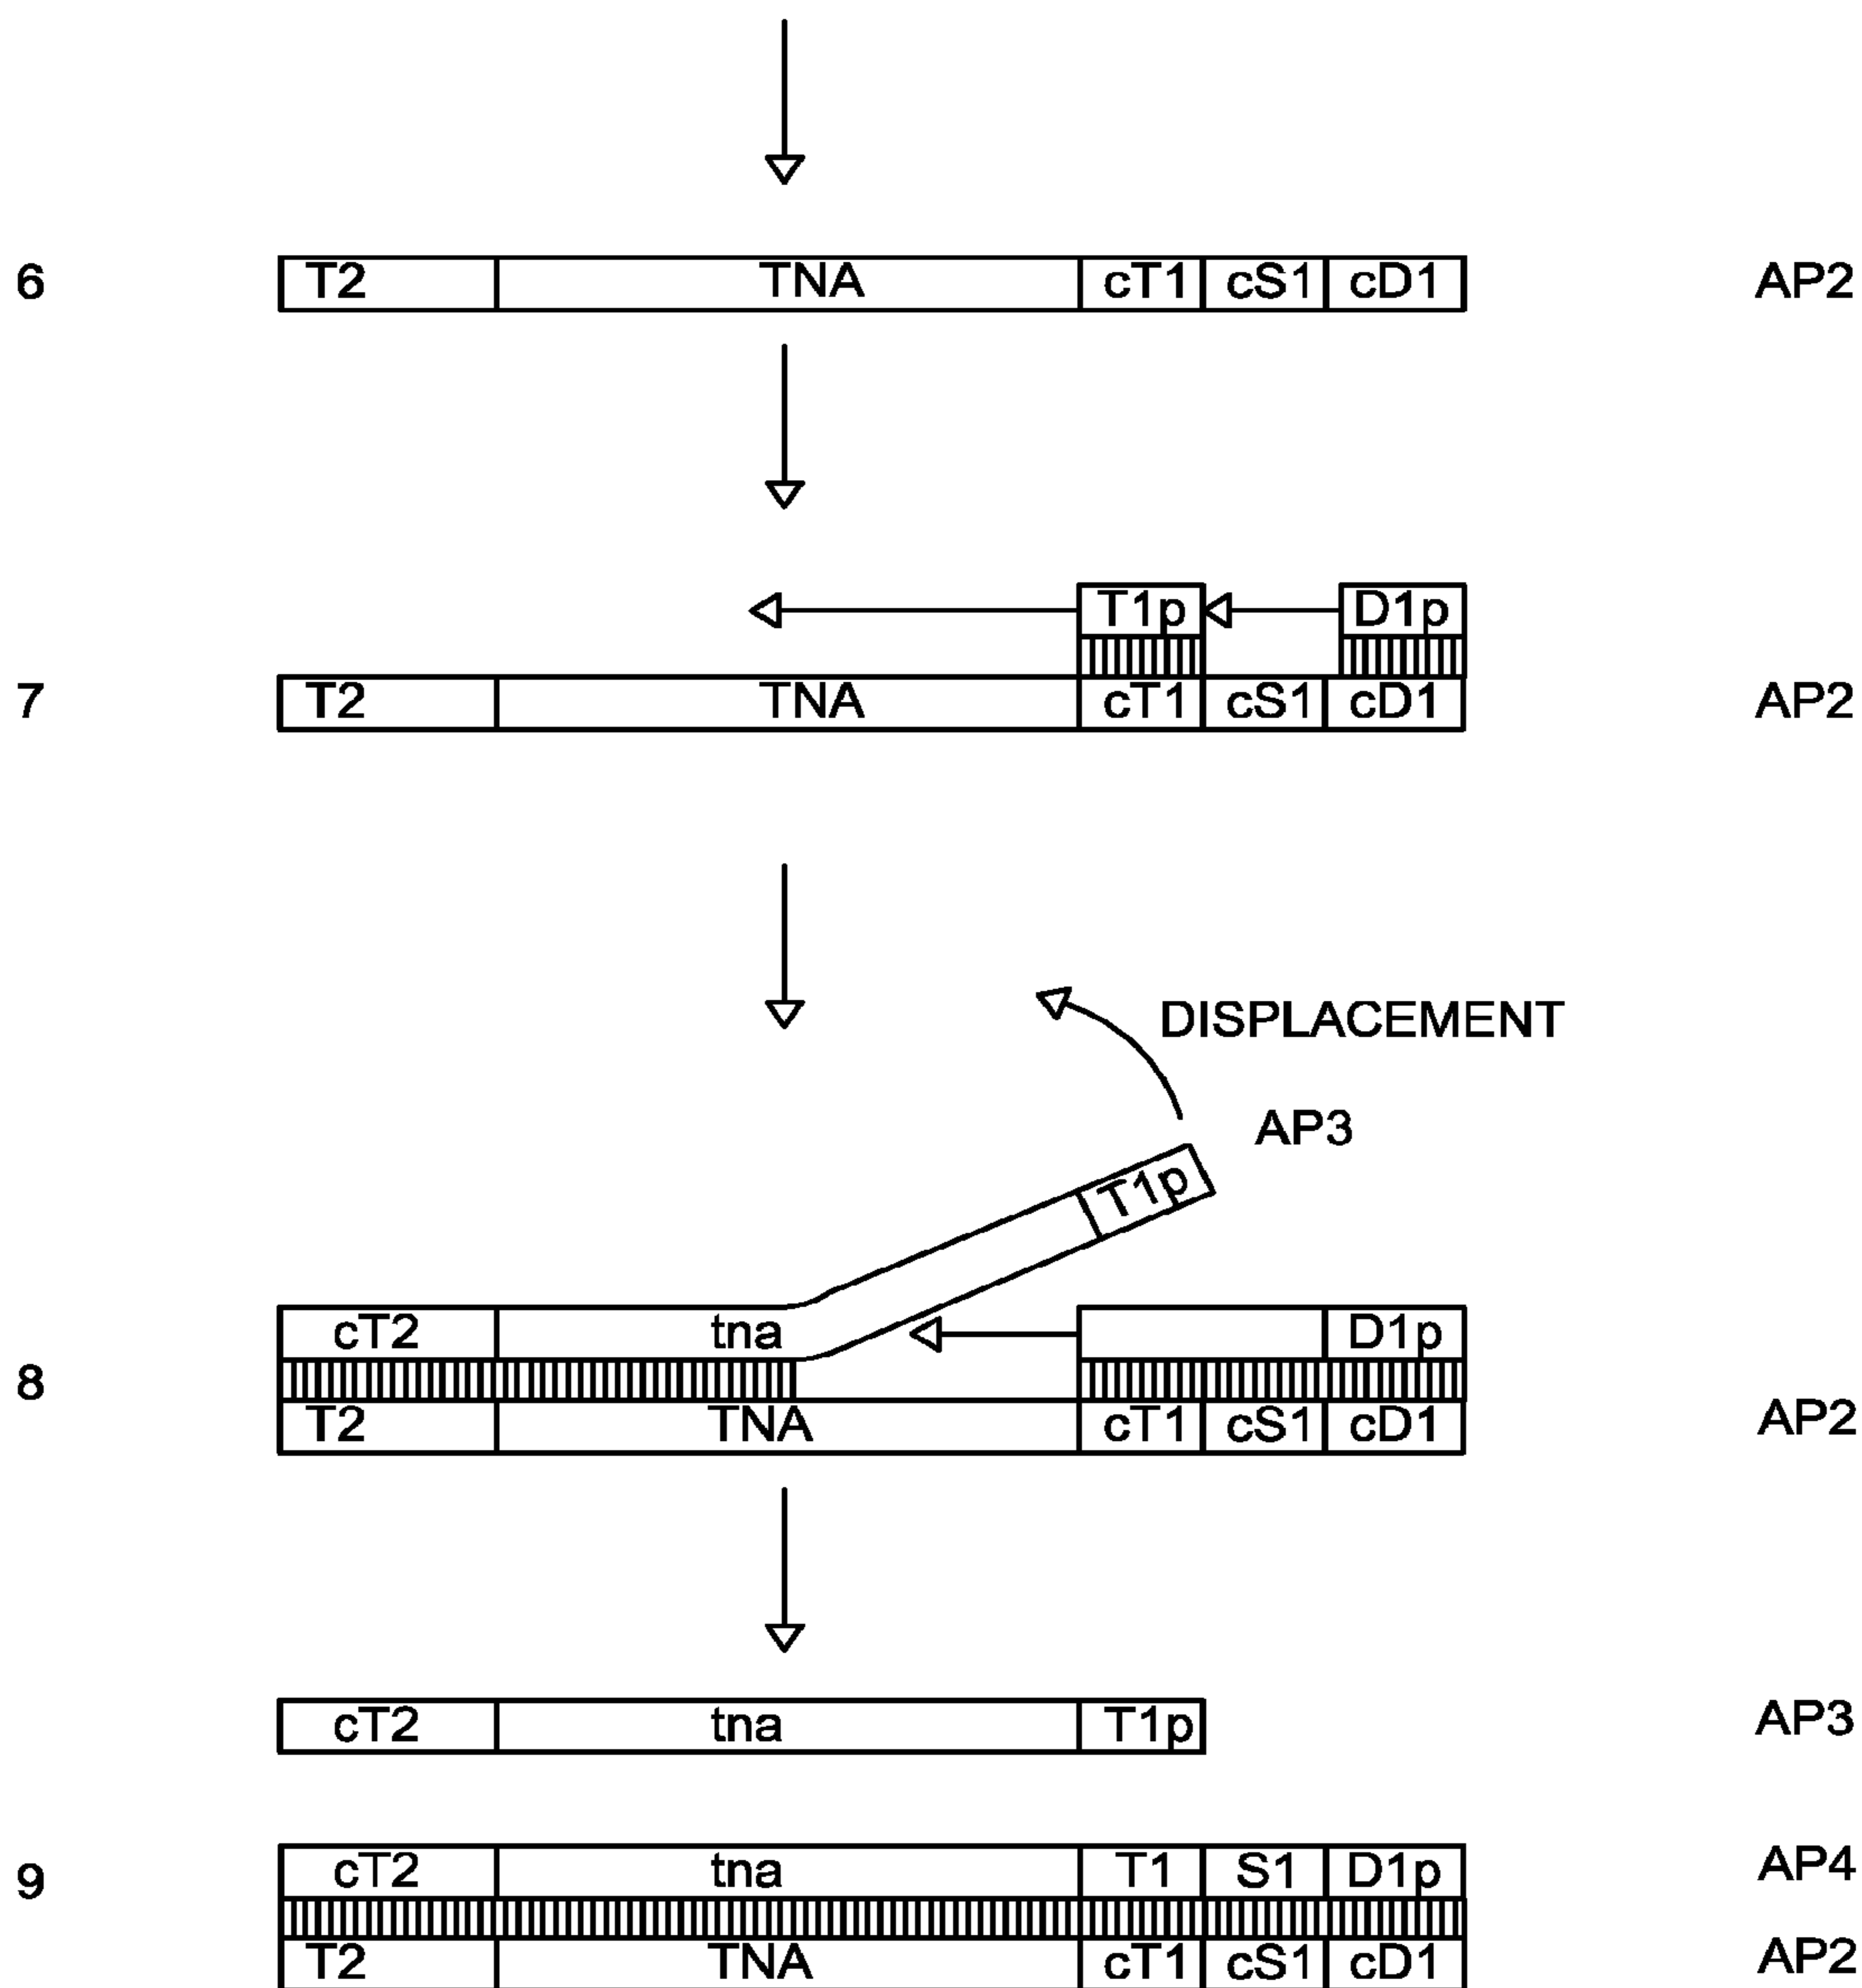 6 T2 TNA cT1 cS1 cD1 AP2
T1p D1p
7 T2 TNA cT1 cS1 cD1 AP2
DISPLACEMENT
AP3
T1p
cT2 tna D1p
8
T2 TNA cT1 cS1 cD1 AP2
cT2 tna T1p AP3
cT2 tna T1 S1 D1p AP4
9
T2 TNA cT1 cS1 cD1 AP2